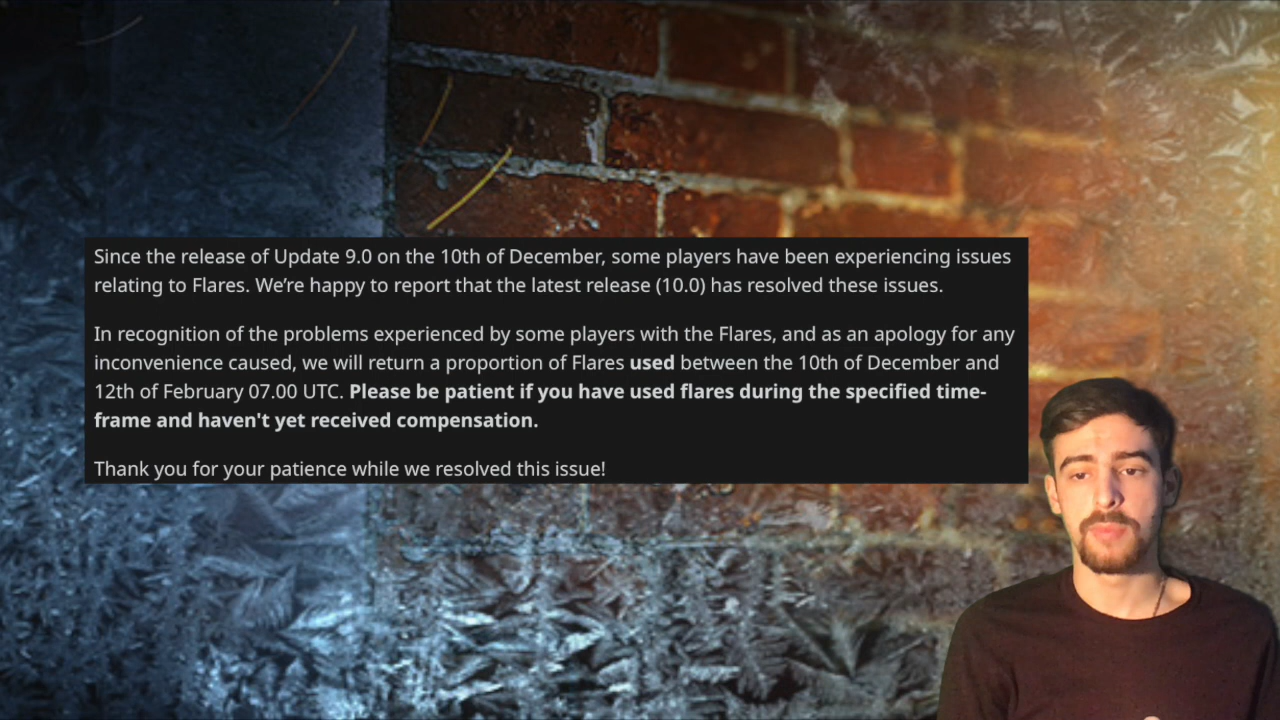 Since the release of Update 9.0 on the 10th of December, some players have been experiencing issues
relating to Flares. We’re happy to report that the latest release (10.0) has resolved these issues.
In recognition of the problems experienced by some players with the Flares, and as an apology for any
inconvenience caused, we will return a proportion of Flares used between the 10th of December and
12th of February 07.00 UTC. Please be patient if you have used flares during the specified time-
frame and haven't yet received compensation.
Thank you for your patience while we resolved this issue!